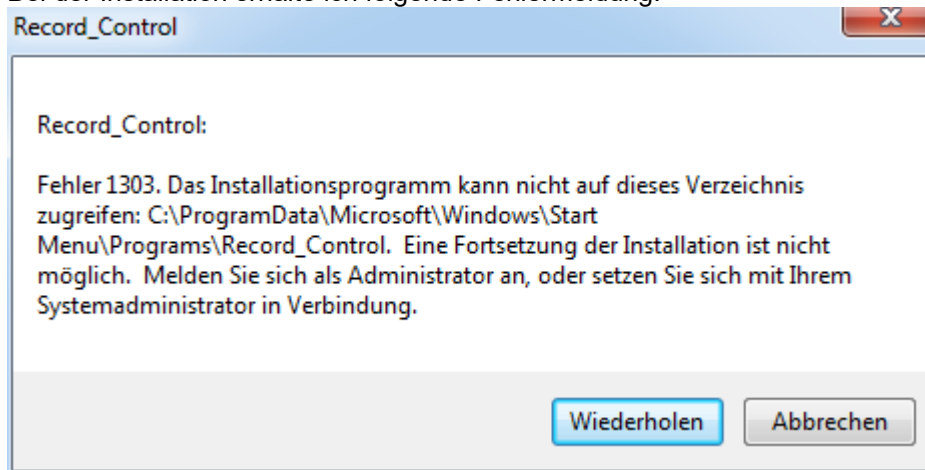 Record_Control
Record_Control:
Fehler 1303. Das Installationsprogramm kann nicht auf dieses Verzeichnis
zugreifen: C:\ProgramData\Microsoft\Windows\Start
Menu\Programs\Record_Control.  Eine Fortsetzung der Installation ist nicht
möglich.  Melden Sie sich als Administrator an, oder setzen Sie sich mit Ihrem
Systemadministrator in Verbindung.
Wiederholen
Abbrechen